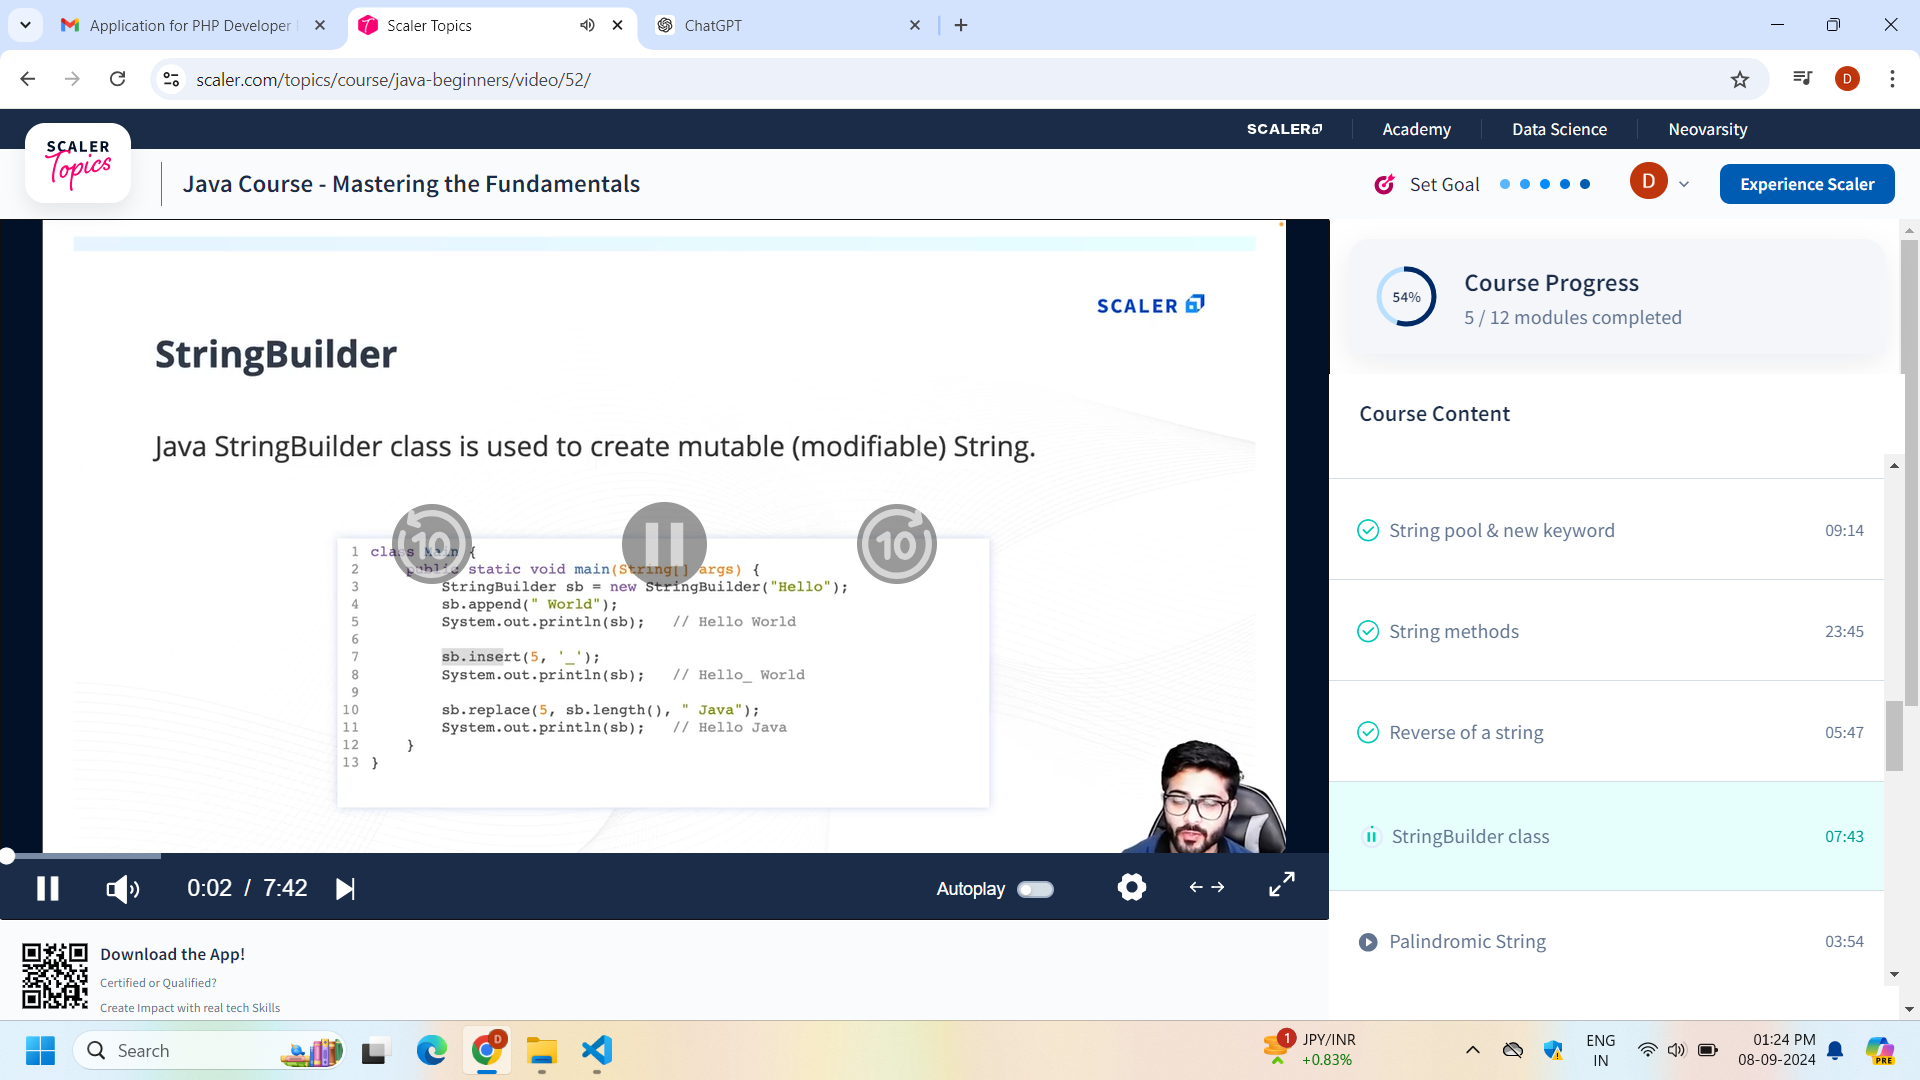 Application for PHP Developer
Scaler Topics
ChatGPT
scaler.com/topics/course/java-beginners/video/52/
D
SCALER
Academy
Data Science
Neovarsity
SCALER
Topics
Java Course - Mastering the Fundamentals
Set Goal
D
Experience Scaler
SCALER
StringBuilder
Java StringBuilder class is used to create mutable (modifiable) String.
10
10
1 class Main {
2 public static void main(String[] args) {
3 StringBuilder sb = new StringBuilder("Hello");
4 sb.append(" World");
5 System.out.println(sb); // Hello World
6
7 sb.insert(5, '_');
8 System.out.println(sb); // Hello_ World
9
10 sb.replace(5, sb.length(), " Java");
11 System.out.println(sb); // Hello Java
12 }
13 }
0:02 / 7:42
Autoplay
54%
Course Progress
5 / 12 modules completed
Course Content
String pool & new keyword 09:14
String methods 23:45
Reverse of a string 05:47
StringBuilder class 07:43
Palindromic String 03:54
Download the App!
Certified or Qualified?
Create Impact with real tech Skills
Search
D
1
JPY/INR
+0.83%
ENG
IN
01:24 PM
08-09-2024
PRE